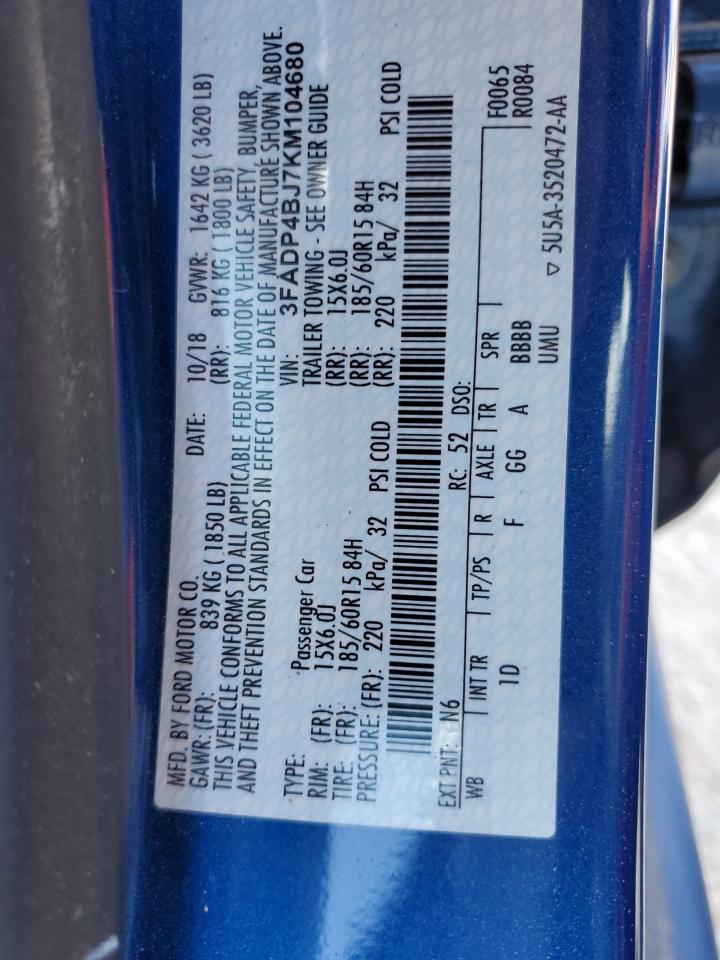 MFD. BY FORD MOTOR CO. DATE: 10/18 GVWR: 1642 KG ( 3620 LB)
GAWR: (FR): 839 KG ( 1850 LB) (RR): 816 KG ( 1800 LB)
THIS VEHICLE CONFORMS TO ALL APPLICABLE FEDERAL MOTOR VEHICLE SAFETY, BUMPER,
AND THEFT PREVENTION STANDARDS IN EFFECT ON THE DATE OF MANUFACTURE SHOWN ABOVE.
VIN: 3FADP4BJ7KM104680
TYPE: Passenger Car TRAILER TOWING - SEE OWNER GUIDE
RIM: (FR): 15X6.0J (RR): 15X6.0J
TIRE: (FR): 185/60R15 84H (RR): 185/60R15 84H
PRESSURE: (FR): 220 kPa/ 32 PSI COLD (RR): 220 kPa/ 32 PSI COLD
EXT PNT: N6 RC: 52 DSO:
WB INT TR TP/PS R AXLE TR SPR F0065
1D F GG A BBBB R0084
UMU
▽ 5U5A-3520472-AA